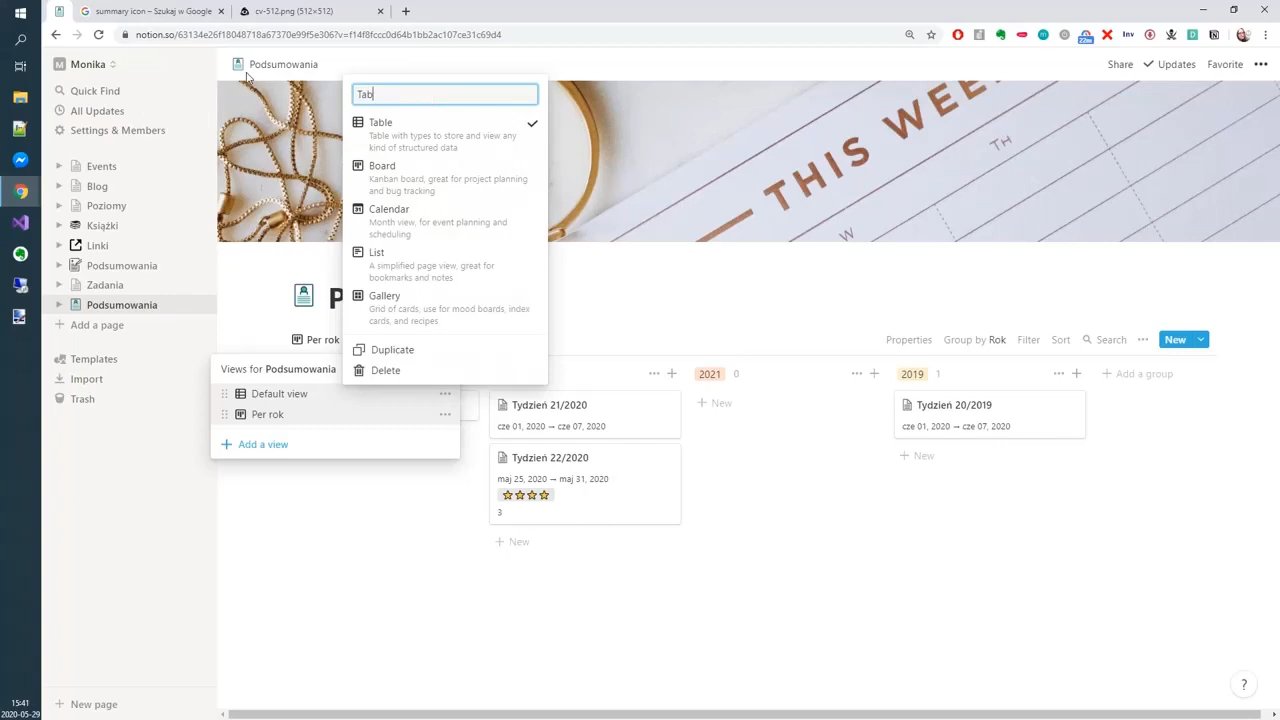 summary icon – Szukaj w Google
cv-512.png (512×512)
notion.so/63134e26f18048718a67370e99f5e306?v=f14f8fccc0d64b1bb2ac107ce31c69d4
22m
Inv
Monika
Podsumowania
Share
Updates
Favorite
Quick Find
All Updates
Settings & Members
Events
Blog
Poziomy
Książki
Linki
Podsumowania
Zadania
Podsumowania
Add a page
Templates
Import
Trash
New page
THIS WEE
TH
W
Tab
Table
Table with types to store and view any
kind of structured data
Board
Kanban board, great for project planning
and bug tracking
Calendar
Month view, for event planning and
scheduling
List
A simplified page view, great for
bookmarks and notes
Gallery
Grid of cards, use for mood boards, index
cards, and recipes
Duplicate
Delete
P
Per rok
Properties
Group by Rok
Filter
Sort
Search
New
Views for Podsumowania
Default view
Per rok
Add a view
2021 0
2019 1
Add a group
Tydzień 21/2020
cze 01, 2020 → cze 07, 2020
Tydzień 22/2020
maj 25, 2020 → maj 31, 2020
3
New
New
Tydzień 20/2019
cze 01, 2020 → cze 07, 2020
New
?
15:41
2020-05-29